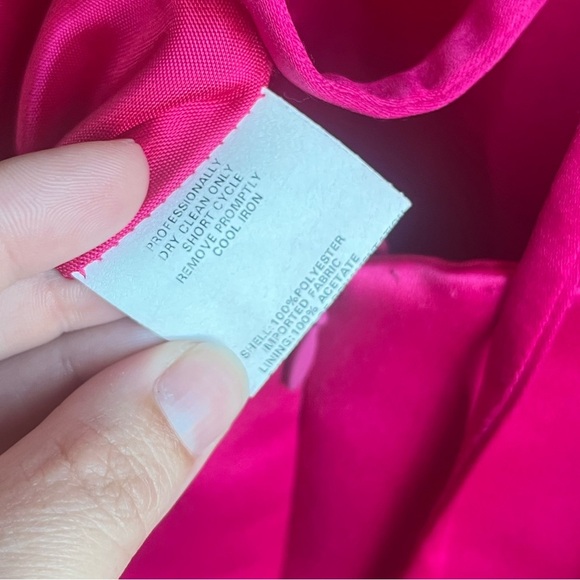 PROFESSIONALLY
DRY CLEAN ONLY
SHORT CYCLE
REMOVE PROMPTLY
COOL IRON
SHELL:100%POLYESTER
IMPORTED FABRIC
LINING:100% ACETATE